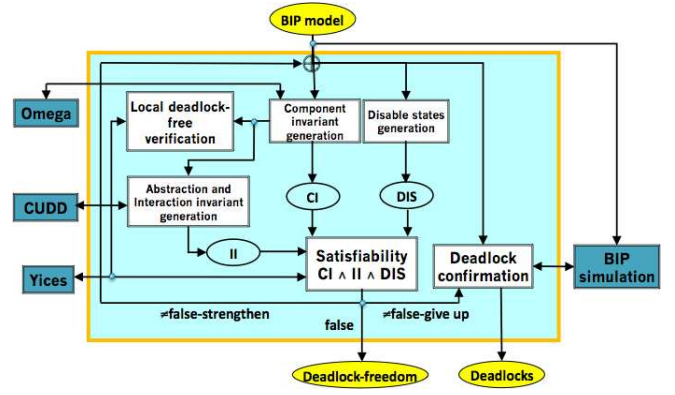 BIP model
Omega
Local deadlock-
free
verification
Component
invariant
generation
Disable states
generation
CUDD
Abstraction and
Interaction invariant
generation
CI
DIS
II
Yices
Satisfiability
CI ∧ II ∧ DIS
Deadlock
confirmation
BIP
simulation
≠false-strengthen
≠false-give up
false
Deadlock-freedom
Deadlocks